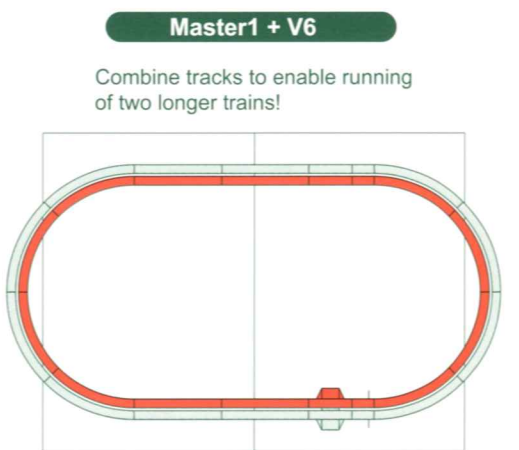 Master1 + V6
Combine tracks to enable running
of two longer trains!